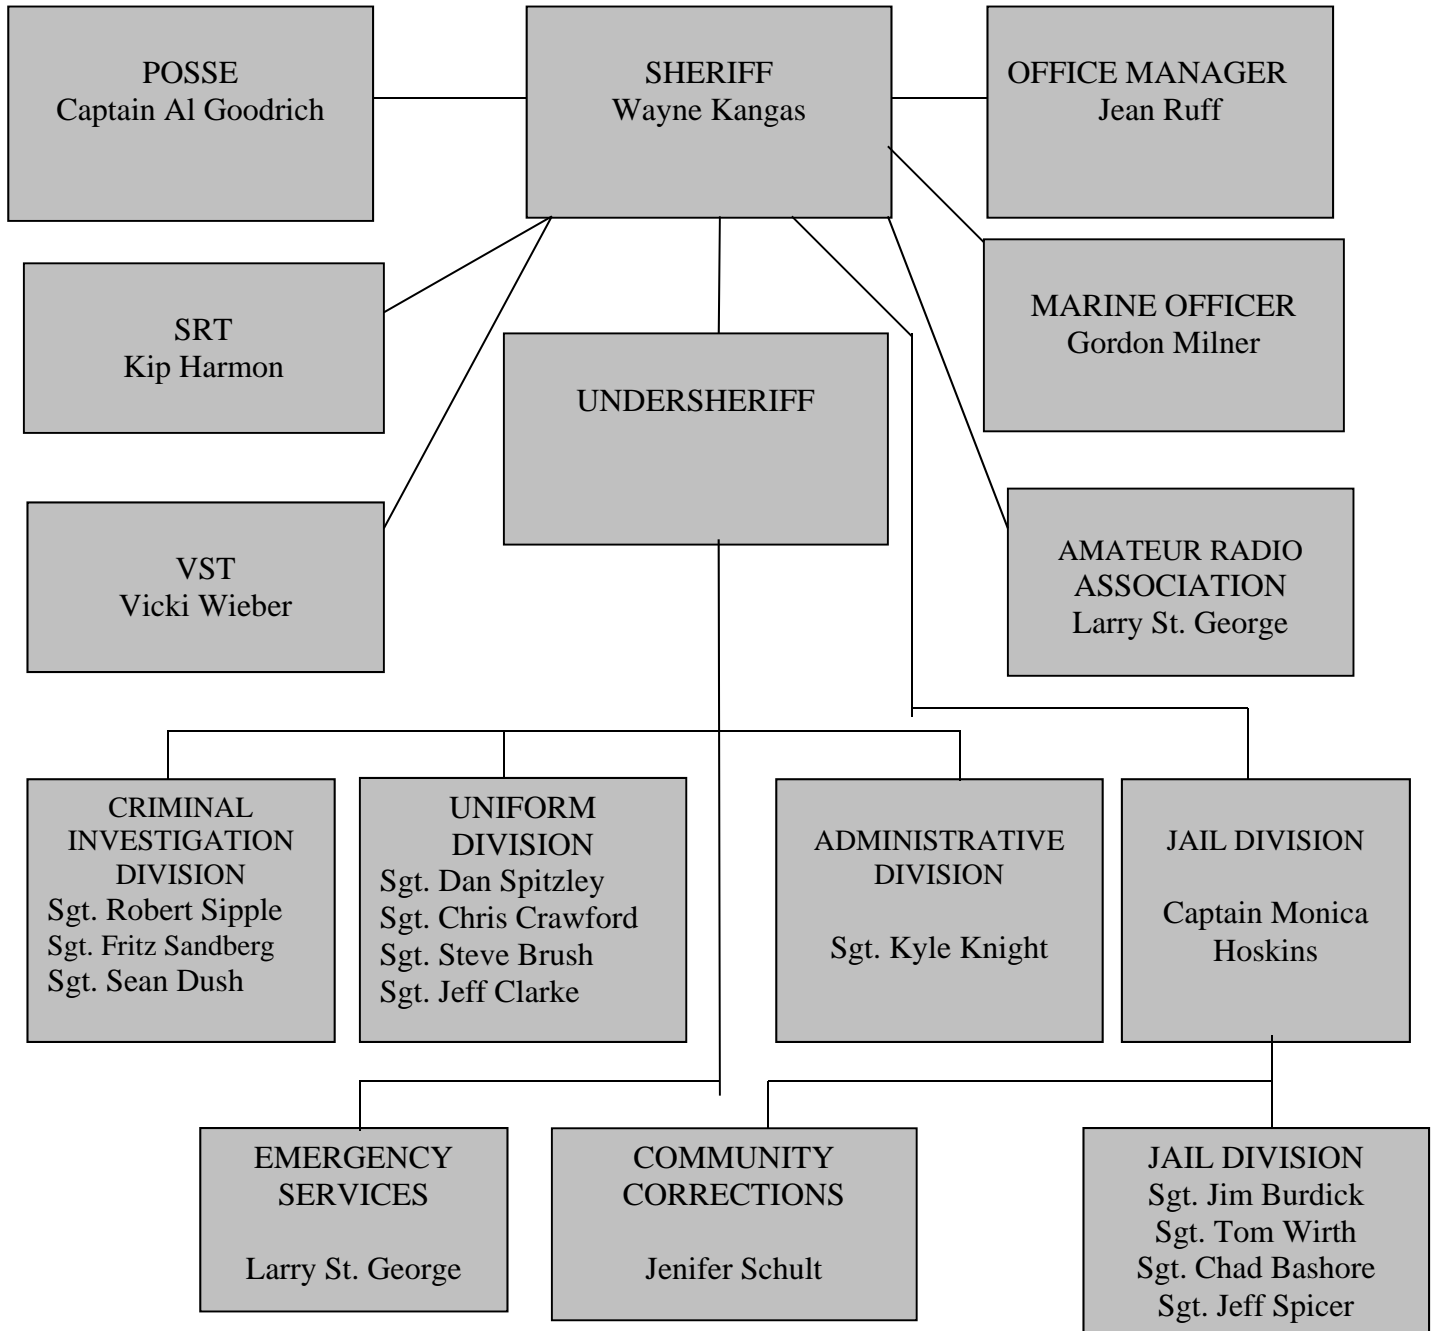 POSSE
Captain Al Goodrich
SHERIFF
Wayne Kangas
OFFICE MANAGER
Jean Ruff
SRT
Kip Harmon
MARINE OFFICER
Gordon Milner
UNDERSHERIFF
VST
Vicki Wieber
AMATEUR RADIO
ASSOCIATION
Larry St. George
CRIMINAL
INVESTIGATION
DIVISION
Sgt. Robert Sipple
Sgt. Fritz Sandberg
Sgt. Sean Dush
UNIFORM
DIVISION
Sgt. Dan Spitzley
Sgt. Chris Crawford
Sgt. Steve Brush
Sgt. Jeff Clarke
ADMINISTRATIVE
DIVISION
Sgt. Kyle Knight
JAIL DIVISION
Captain Monica
Hoskins
EMERGENCY
SERVICES
Larry St. George
COMMUNITY
CORRECTIONS
Jenifer Schult
JAIL DIVISION
Sgt. Jim Burdick
Sgt. Tom Wirth
Sgt. Chad Bashore
Sgt. Jeff Spicer